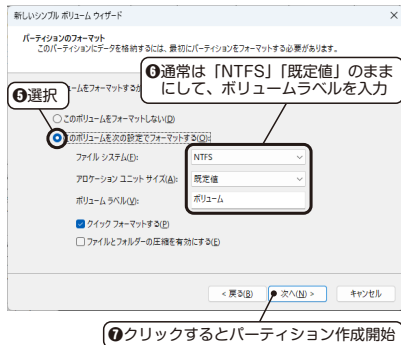 新しいシンプル ボリューム ウィザード
パーティションのフォーマット
このパーティションにデータを格納するには、最初にパーティションをフォーマットする必要があります。
❻通常は「NTFS」「既定値」のまま
にして、ボリュームラベルを入力
❺選択
ームをフォーマットするか
このボリュームをフォーマットしない(D)
このボリュームを次の設定でフォーマットする(O):
ファイル システム(F): NTFS
アロケーション ユニット サイズ(A): 既定値
ボリューム ラベル(V): ボリューム
クイック フォーマットする(P)
ファイルとフォルダーの圧縮を有効にする(E)
< 戻る(B) 次へ(N) > キャンセル
❼クリックするとパーティション作成開始